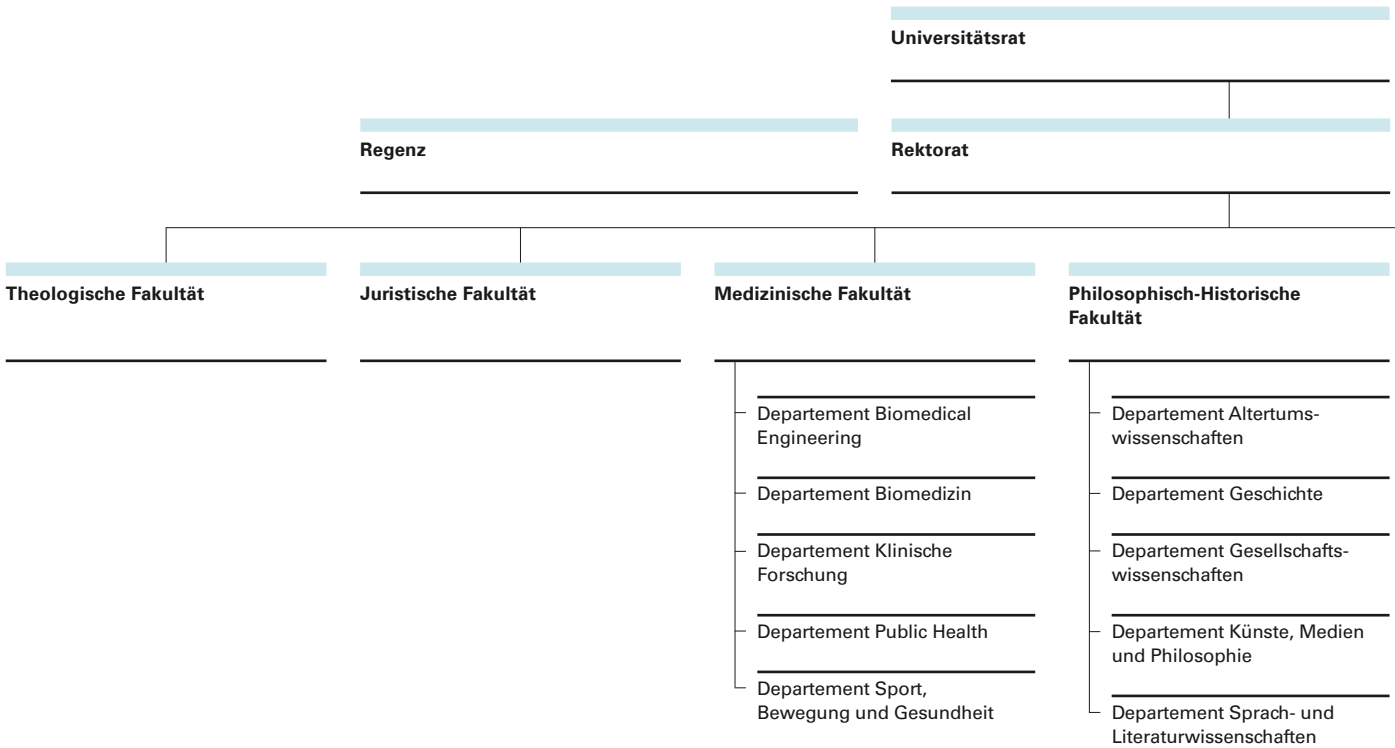 Universitätsrat
Regenz
Rektorat
Theologische Fakultät
Juristische Fakultät
Medizinische Fakultät
Departement Biomedical
Engineering
Departement Biomedizin
Departement Klinische
Forschung
Departement Public Health
Departement Sport,
Bewegung und Gesundheit
Philosophisch-Historische
Fakultät
Departement Altertums-
wissenschaften
Departement Geschichte
Departement Gesellschafts-
wissenschaften
Departement Künste, Medien
und Philosophie
Departement Sprach- und
Literaturwissenschaften